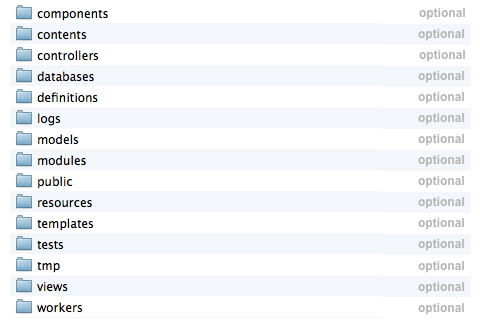 components optional
contents optional
controllers optional
databases optional
definitions optional
logs optional
models optional
modules optional
public optional
resources optional
templates optional
tests optional
tmp optional
views optional
workers optional